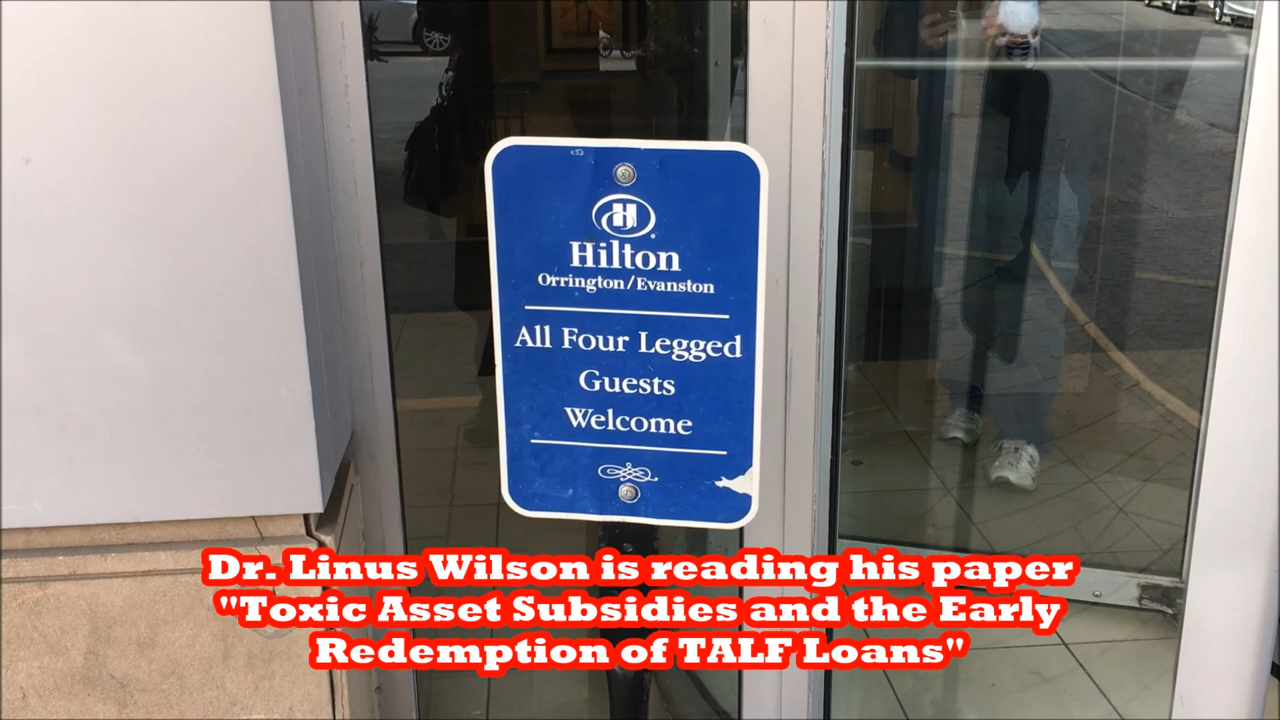 Hilton
Orrington/Evanston
All Four Legged
Guests
Welcome
Dr. Linus Wilson is reading his paper
"Toxic Asset Subsidies and the Early
Redemption of TALF Loans"